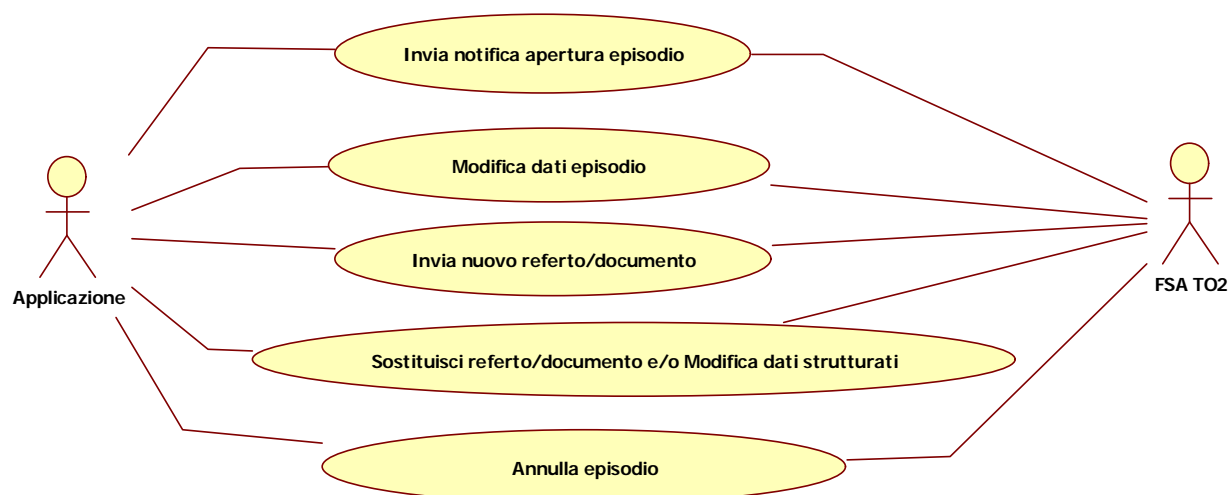 Invia notifica apertura episodio
Modifica dati episodio
Invia nuovo referto/documento
Applicazione
FSA TO2
Sostituisci referto/documento e/o Modifica dati strutturati
Annulla episodio